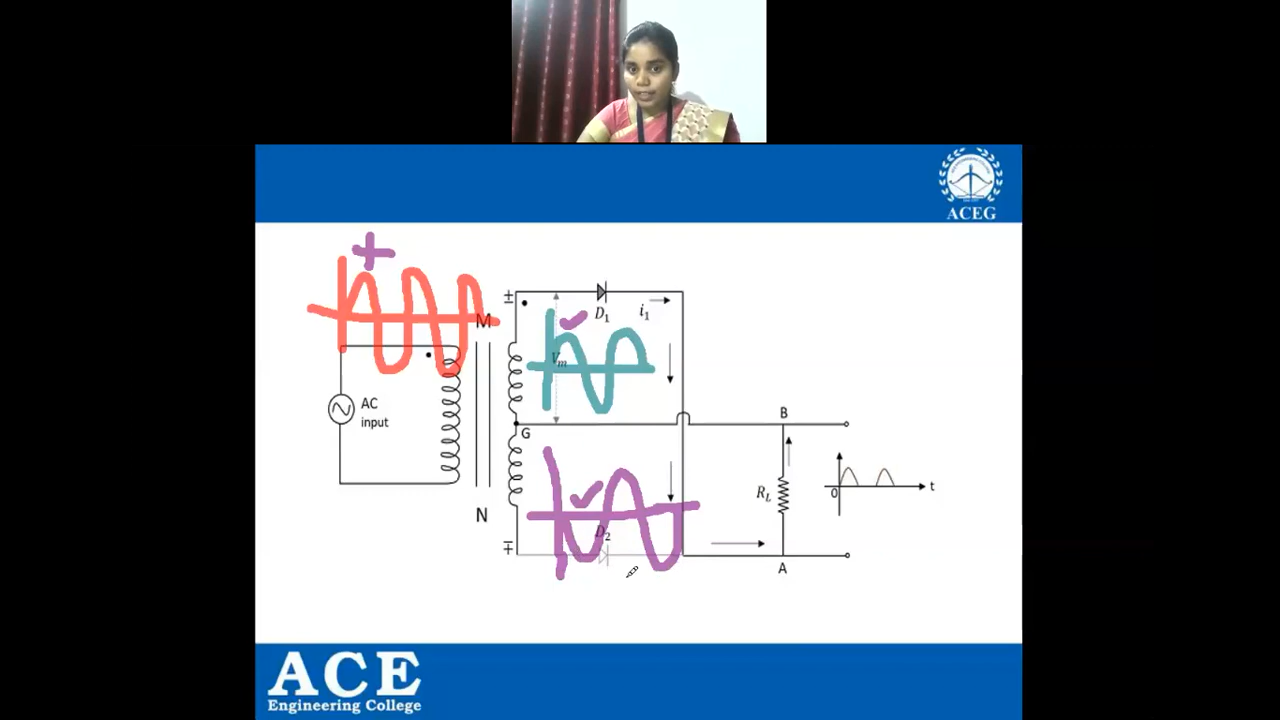 ACEG
+
±
M
D1
i1
Vm
AC
input
G
B
RL
0
t
N
D2
∓
A
ACE
Engineering College